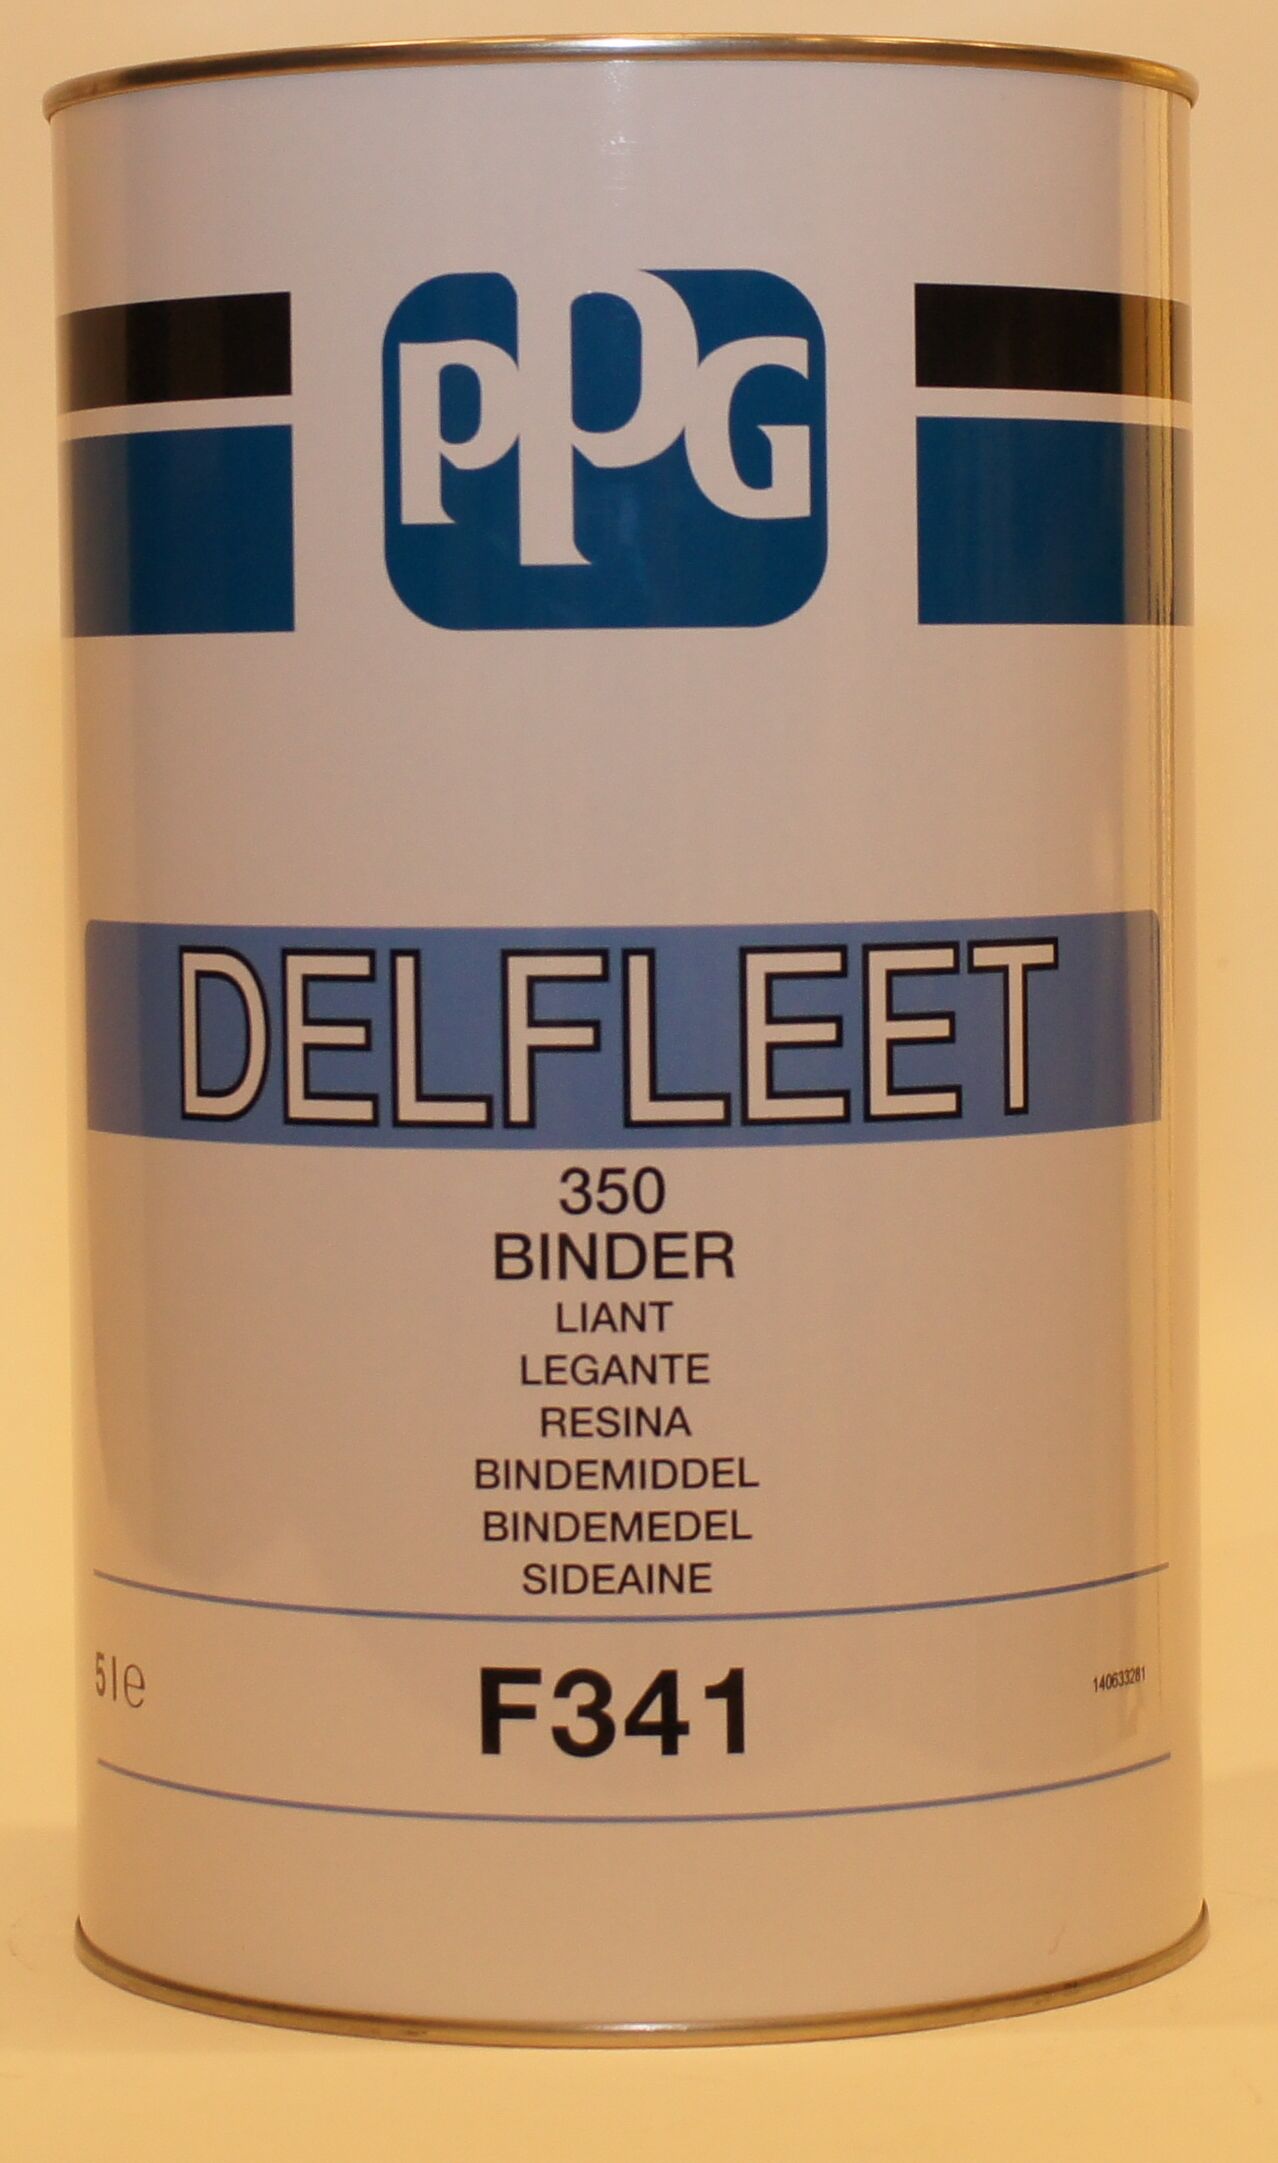 PPG
DELFLEET
350
BINDER
LIANT
LEGANTE
RESINA
BINDEMIDDEL
BINDEMEDEL
SIDEAINE
5l℮
F341
140633281